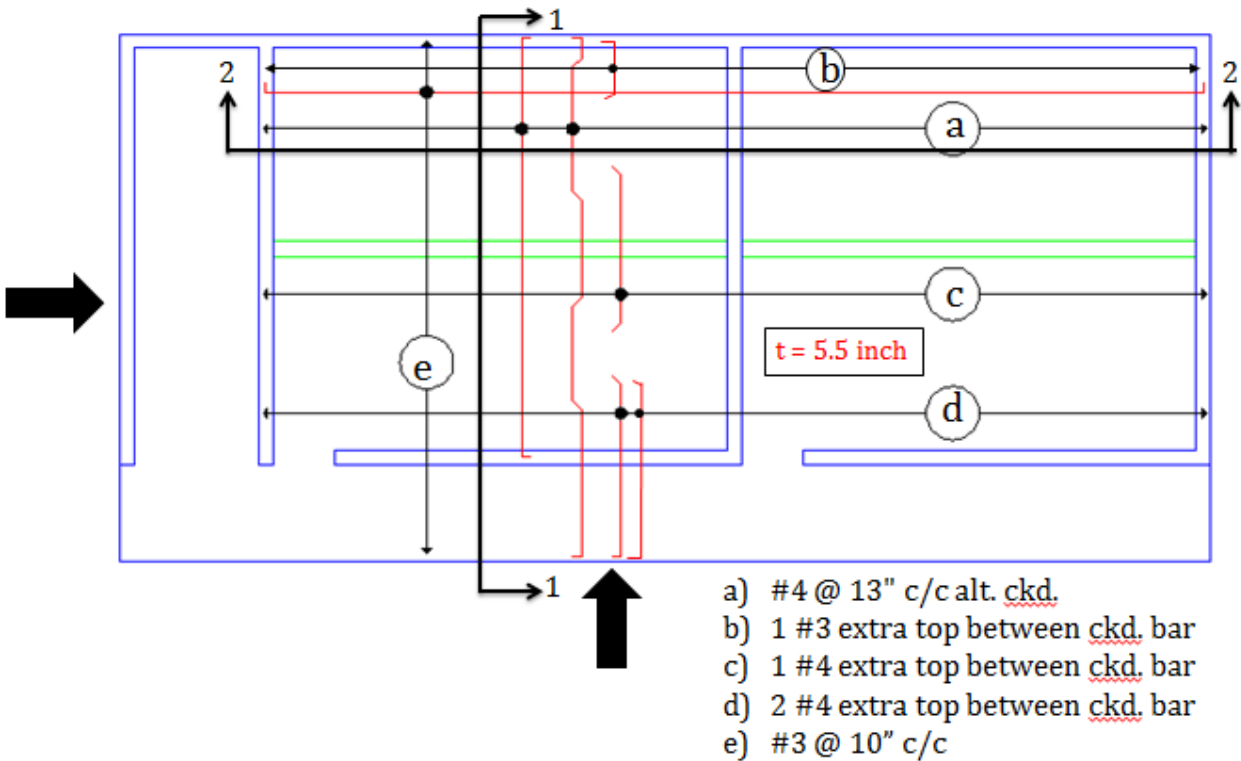 1
2
b
2
a
c
t = 5.5 inch
e
d
1
a) #4 @ 13" c/c alt. ckd.
b) 1 #3 extra top between ckd. bar
c) 1 #4 extra top between ckd. bar
d) 2 #4 extra top between ckd. bar
e) #3 @ 10” c/c